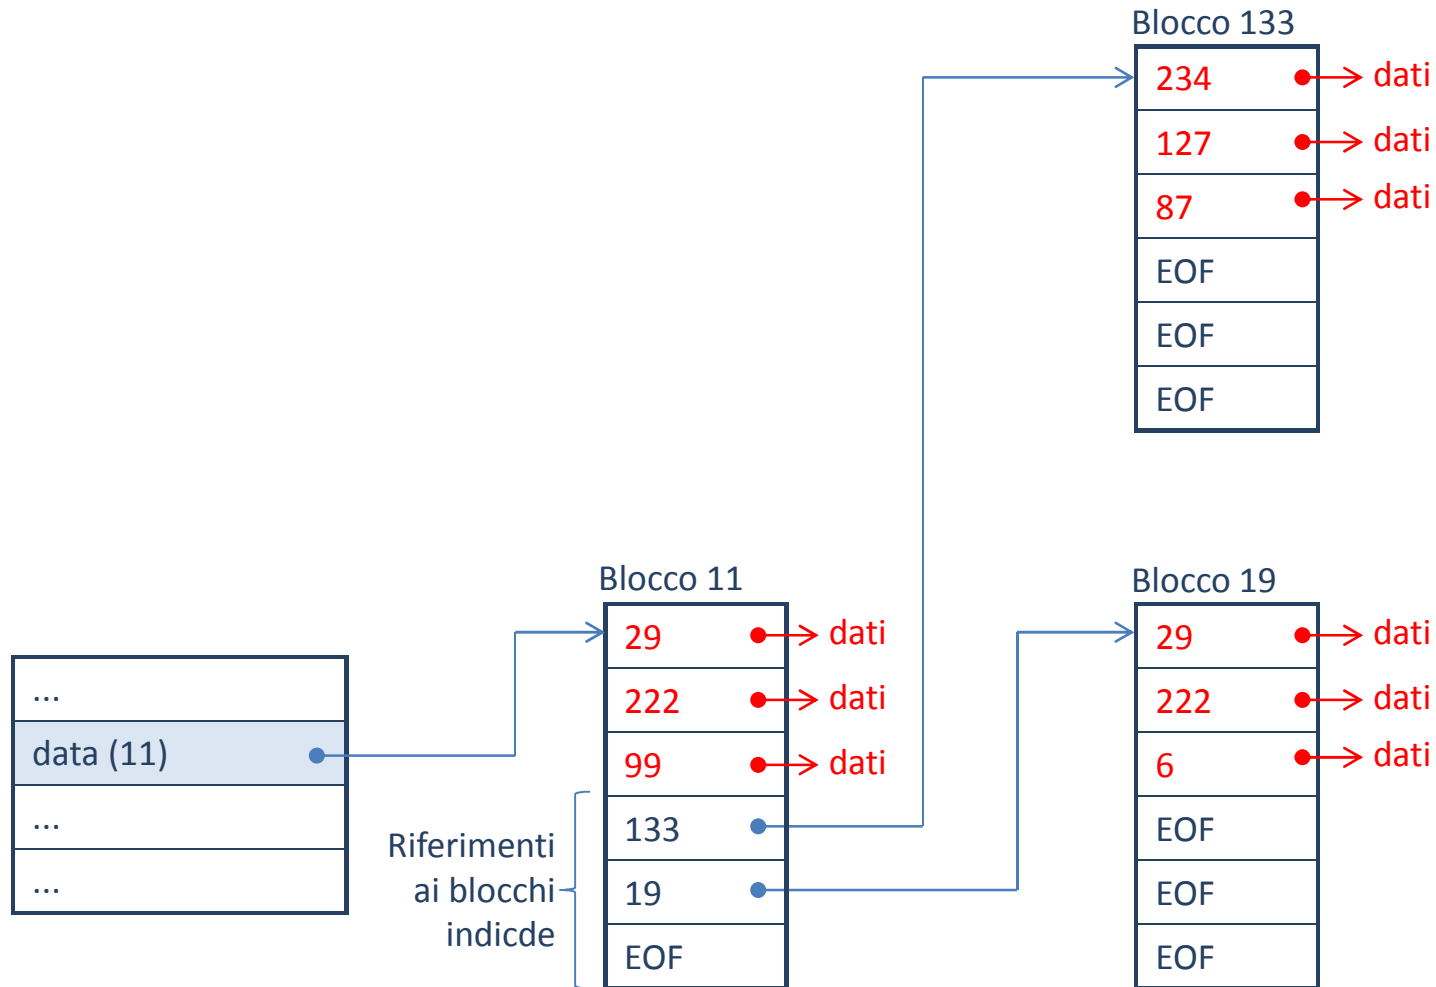 Blocco 133
234 dati
127 dati
87 dati
EOF
EOF
EOF
...
data (11)
...
...
Riferimenti
ai blocchi
indicde
Blocco 11
29 dati
222 dati
99 dati
133
19
EOF
Blocco 19
29 dati
222 dati
6 dati
EOF
EOF
EOF